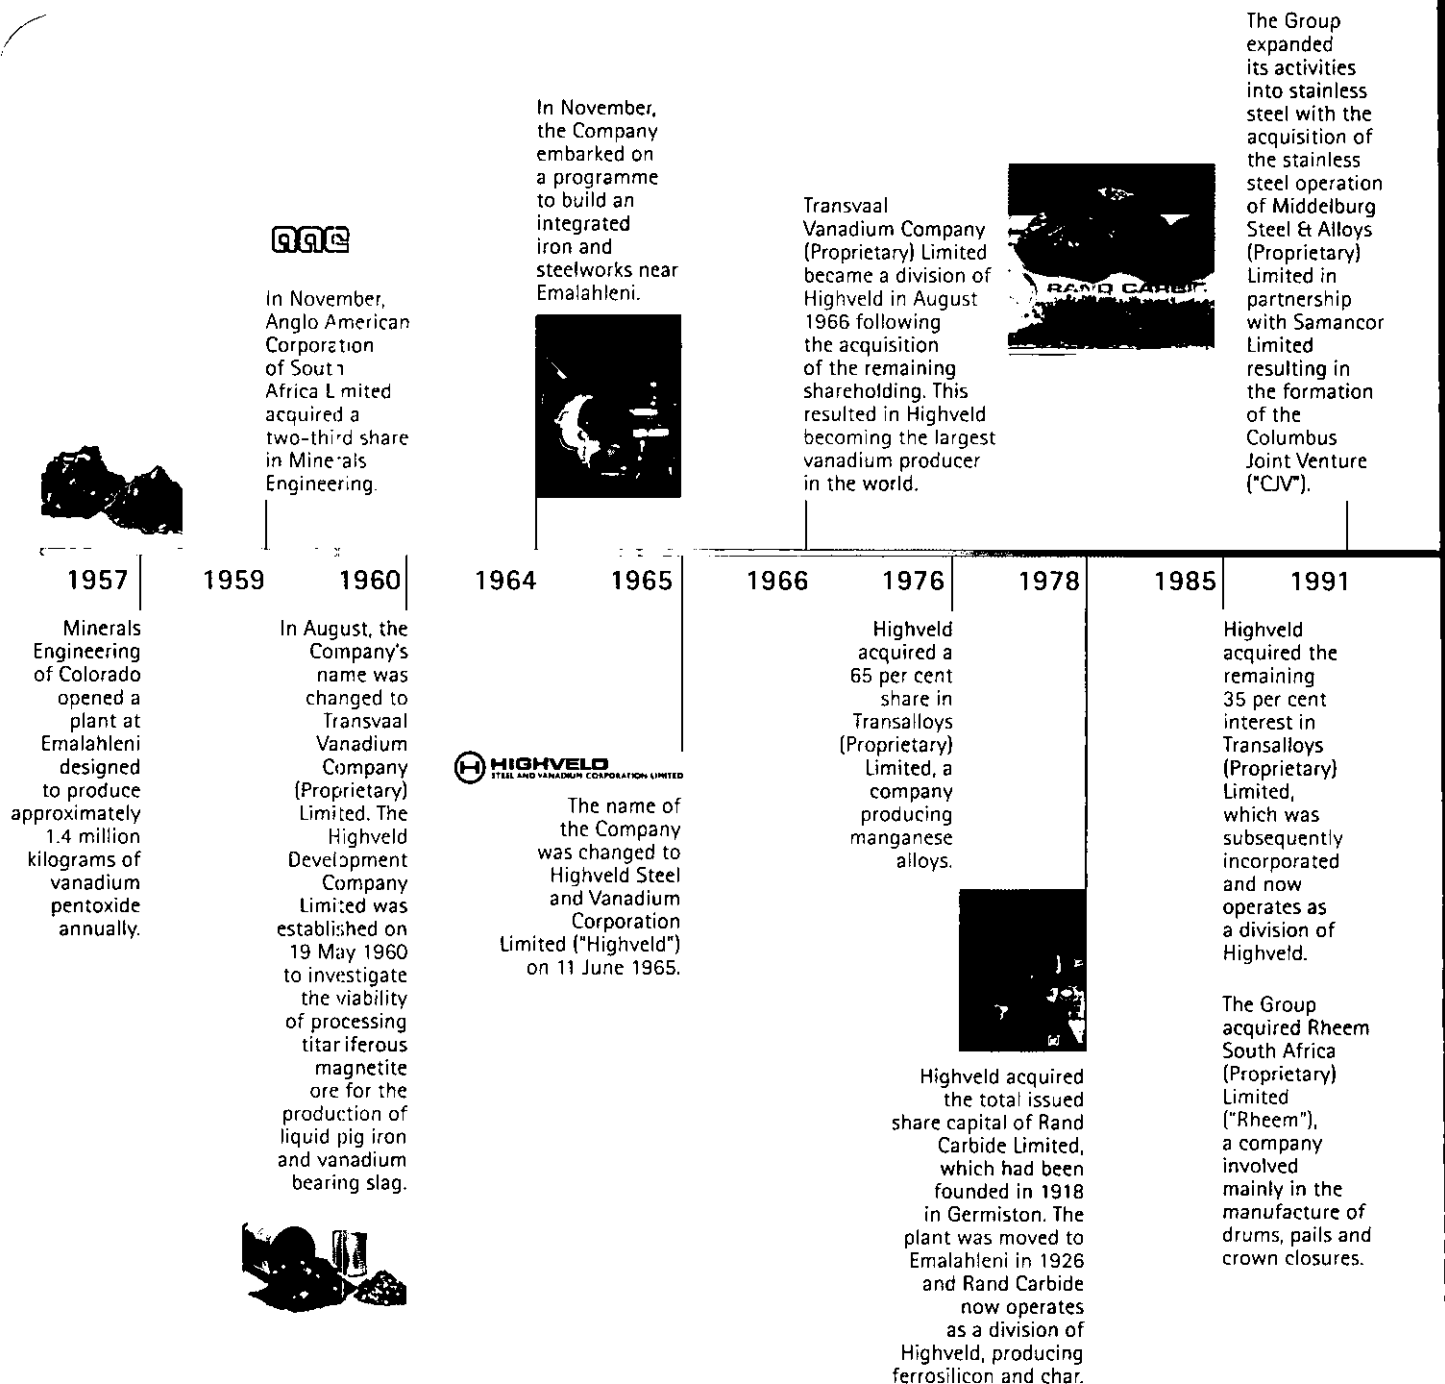 The Group
expanded
its activities
into stainless
steel with the
acquisition of
the stainless
steel operation
of Middelburg
Steel & Alloys
(Proprietary)
Limited in
partnership
with Samancor
Limited
resulting in
the formation
of the
Columbus
Joint Venture
("CJV").
In November,
the Company
embarked on
a programme
to build an
integrated
iron and
steelworks near
Emalahleni.
Transvaal
Vanadium Company
(Proprietary) Limited
became a division of
Highveld in August
1966 following
the acquisition
of the remaining
shareholding. This
resulted in Highveld
becoming the largest
vanadium producer
in the world.
RAND CARBIDE
aac
In November,
Anglo American
Corporation
of South
Africa Limited
acquired a
two-third share
in Minerals
Engineering.
1957 1959 1960 1964 1965 1966 1976 1978 1985 1991
Minerals
Engineering
of Colorado
opened a
plant at
Emalahleni
designed
to produce
approximately
1.4 million
kilograms of
vanadium
pentoxide
annually.
In August, the
Company's
name was
changed to
Transvaal
Vanadium
Company
(Proprietary)
Limited. The
Highveld
Development
Company
Limited was
established on
19 May 1960
to investigate
the viability
of processing
titaniferous
magnetite
ore for the
production of
liquid pig iron
and vanadium
bearing slag.
HIGHVELD
STEEL AND VANADIUM CORPORATION LIMITED
The name of
the Company
was changed to
Highveld Steel
and Vanadium
Corporation
Limited ("Highveld")
on 11 June 1965.
Highveld
acquired a
65 per cent
share in
Transalloys
(Proprietary)
Limited, a
company
producing
manganese
alloys.
Highveld acquired
the total issued
share capital of Rand
Carbide Limited,
which had been
founded in 1918
in Germiston. The
plant was moved to
Emalahleni in 1926
and Rand Carbide
now operates
as a division of
Highveld, producing
ferrosilicon and char.
Highveld
acquired the
remaining
35 per cent
interest in
Transalloys
(Proprietary)
Limited,
which was
subsequently
incorporated
and now
operates as
a division of
Highveld.
The Group
acquired Rheem
South Africa
(Proprietary)
Limited
("Rheem"),
a company
involved
mainly in the
manufacture of
drums, pails and
crown closures.